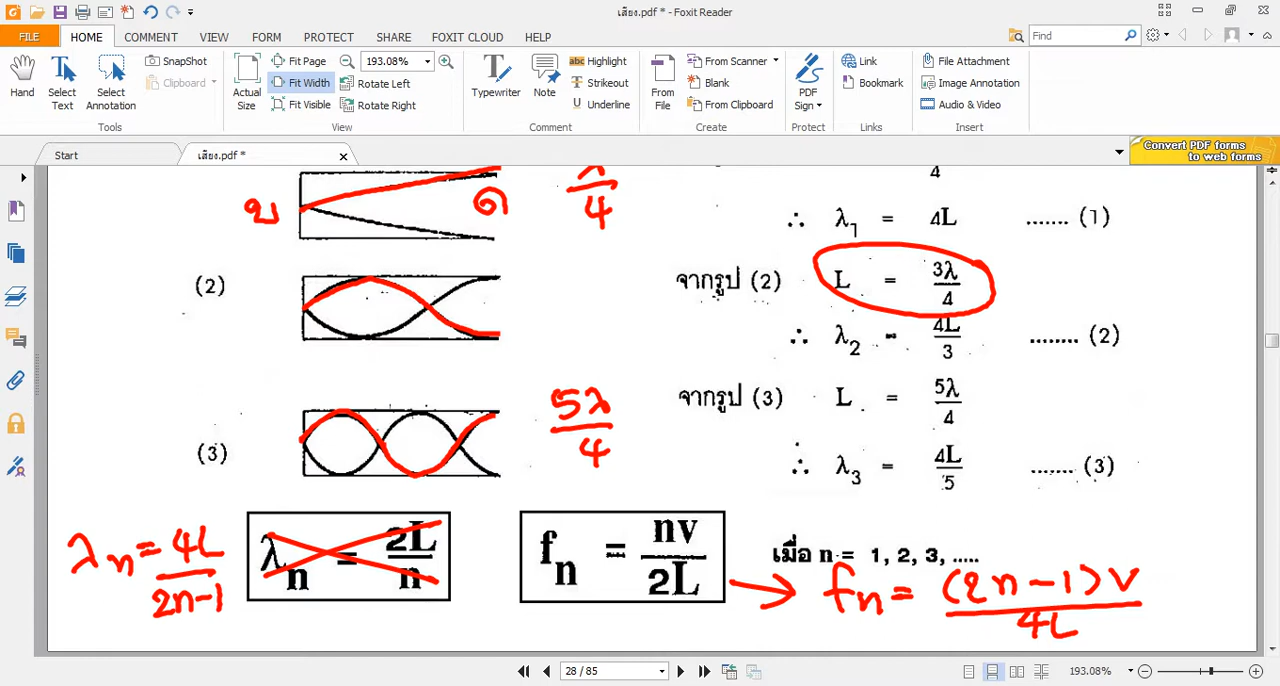 เสียง.pdf * - Foxit Reader
FILE HOME COMMENT VIEW FORM PROTECT SHARE FOXIT CLOUD HELP
Find
Hand
Select Text
Select Annotation
SnapShot
Clipboard
Tools
Actual Size
Fit Page
Fit Width
Fit Visible
193.08%
Rotate Left
Rotate Right
View
Typewriter
Note
Highlight
Strikeout
Underline
Comment
From File
From Scanner
Blank
From Clipboard
Create
PDF Sign
Protect
Link
Bookmark
Links
File Attachment
Image Annotation
Audio & Video
Insert
Start
เสียง.pdf *
Convert PDF forms to web forms
บ ด λ/4
4
∴ λ1 = 4L ....... (1)
(2)
จากรูป (2) L = 3λ/4
∴ λ2 = 4L/3 ........ (2)
5λ/4
จากรูป (3) L = 5λ/4
(3)
∴ λ3 = 4L/5 ....... (3)
λn = 4L/2n-1
λn = 2L/n
fn = nv/2L
เมื่อ n = 1, 2, 3, .....
fn = (2n-1)v/4L
28 / 85
193.08%